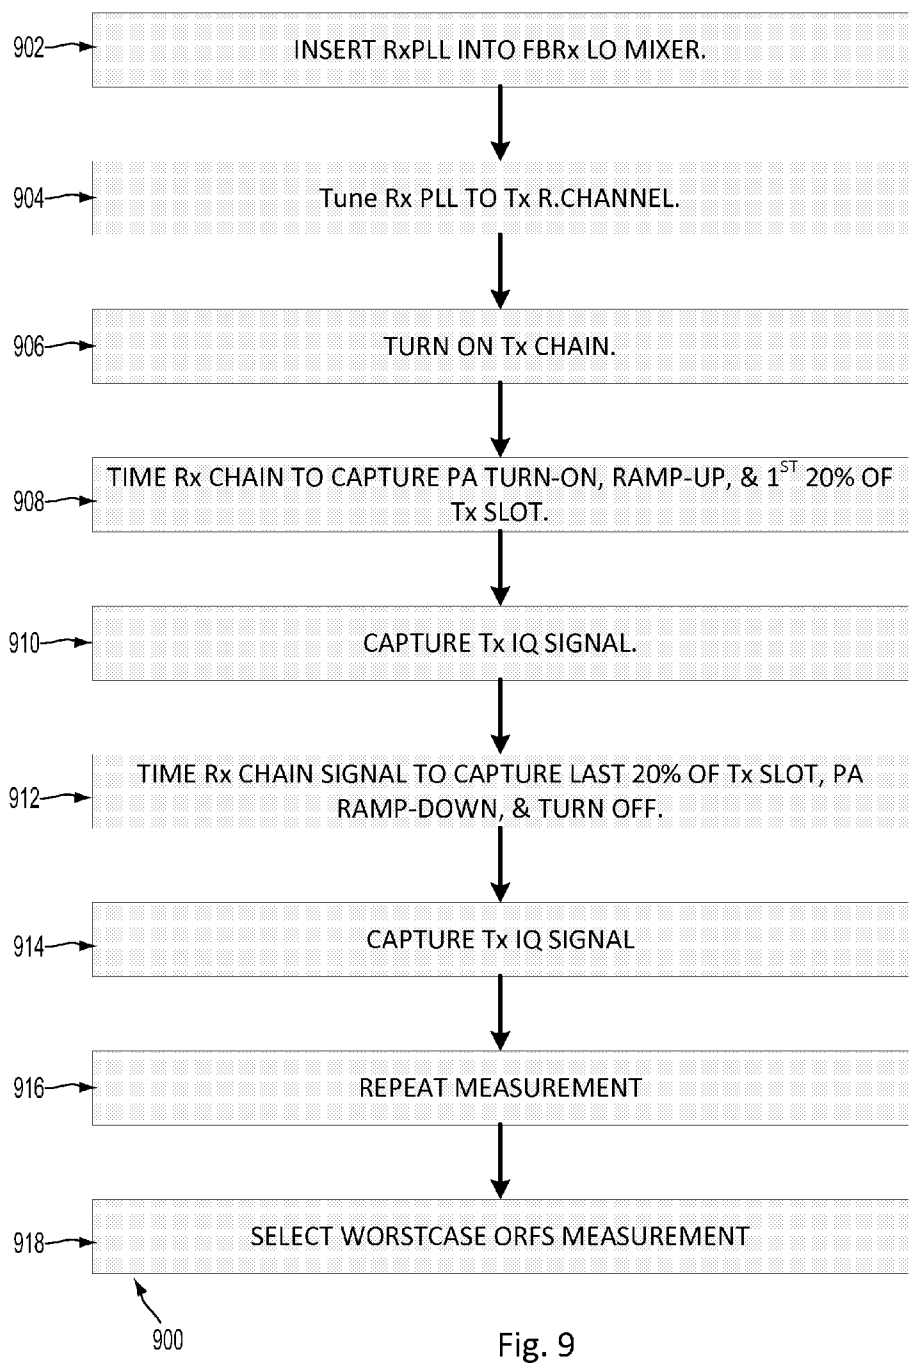 902
INSERT RxPLL INTO FBRx LO MIXER.
904
Tune Rx PLL TO Tx R.CHANNEL.
906
TURN ON Tx CHAIN.
908
TIME Rx CHAIN TO CAPTURE PA TURN-ON, RAMP-UP, & 1ST 20% OF
Tx SLOT.
910
CAPTURE Tx IQ SIGNAL.
912
TIME Rx CHAIN SIGNAL TO CAPTURE LAST 20% OF Tx SLOT, PA
RAMP-DOWN, & TURN OFF.
914
CAPTURE Tx IQ SIGNAL
916
REPEAT MEASUREMENT
918
SELECT WORSTCASE ORFS MEASUREMENT
900
Fig. 9